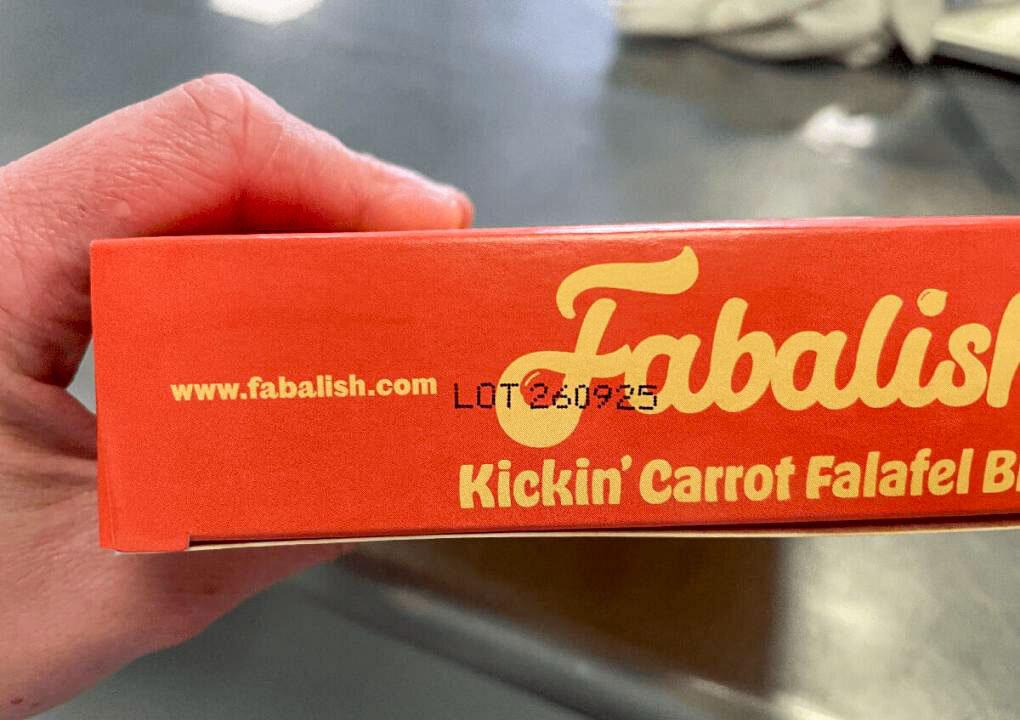 Fabalish
www.fabalish.com LOT 260925
Kickin' Carrot Falafel